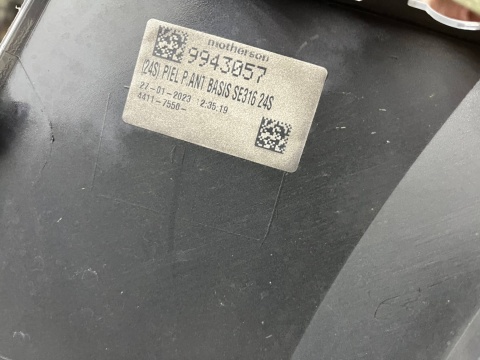 motherson
9943057
(24S) PIEL P.ANT BASIS SE316 24S
27-01-2023 12.35.19
4411-7550-